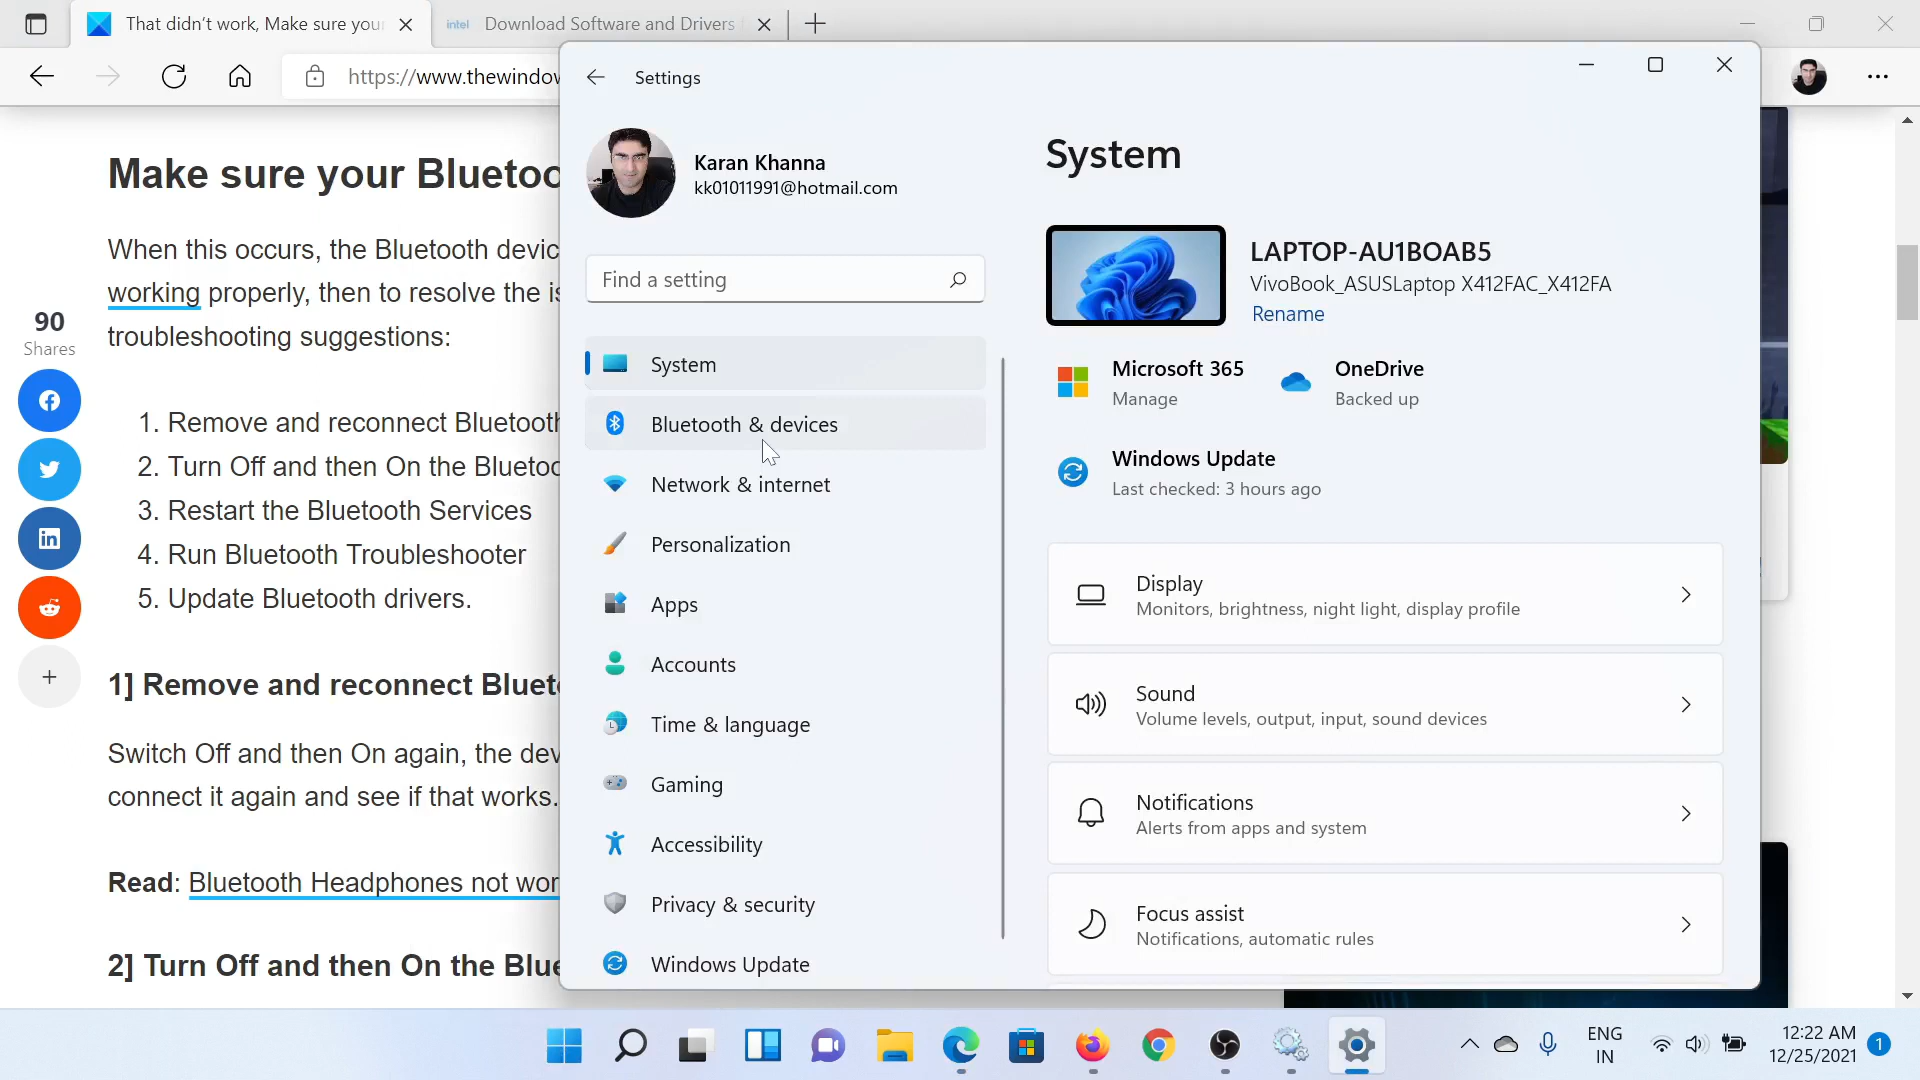 That didn't work, Make sure your
intel Download Software and Drivers
https://www.thewindow
Settings
Karan Khanna
kk01011991@hotmail.com
Find a setting
System
Bluetooth & devices
Network & internet
Personalization
Apps
Accounts
Time & language
Gaming
Accessibility
Privacy & security
Windows Update
System
LAPTOP-AU1BOAB5
VivoBook_ASUSLaptop X412FAC_X412FA
Rename
Microsoft 365
Manage
OneDrive
Backed up
Windows Update
Last checked: 3 hours ago
Display
Monitors, brightness, night light, display profile
Sound
Volume levels, output, input, sound devices
Notifications
Alerts from apps and system
Focus assist
Notifications, automatic rules
90
Shares
Make sure your Bluetoo
When this occurs, the Bluetooth devic
working properly, then to resolve the is
troubleshooting suggestions:
1. Remove and reconnect Bluetooth
2. Turn Off and then On the Bluetoo
3. Restart the Bluetooth Services
4. Run Bluetooth Troubleshooter
5. Update Bluetooth drivers.
1] Remove and reconnect Blueto
Switch Off and then On again, the dev
connect it again and see if that works.
Read: Bluetooth Headphones not wor
2] Turn Off and then On the Blue
ENG
IN
12:22 AM
12/25/2021
1